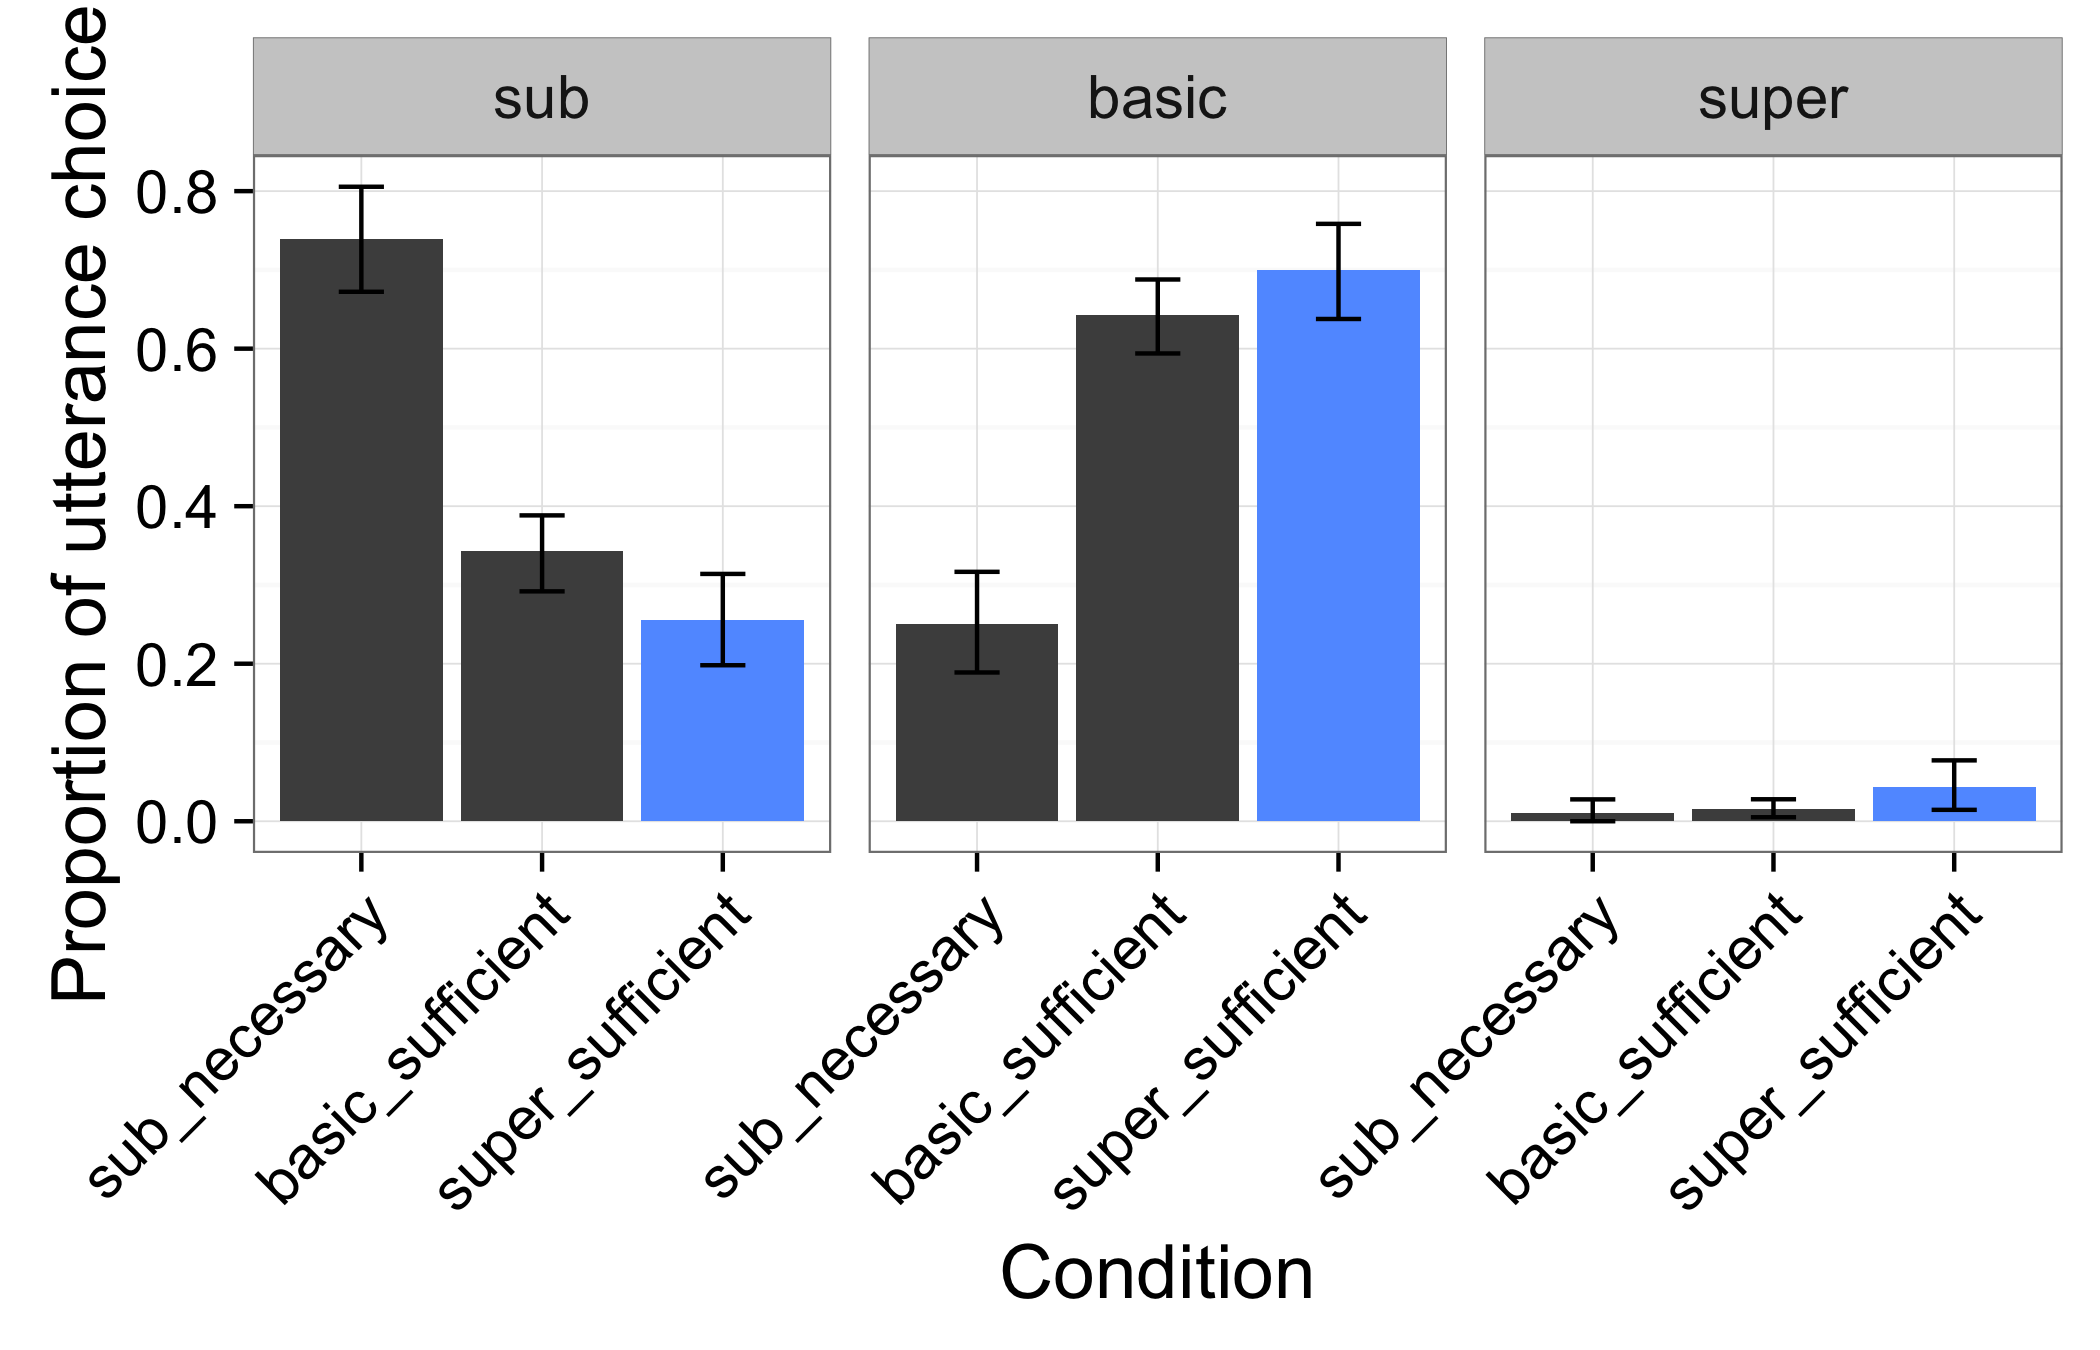 Proportion of utterance choice
sub
basic
super
0.8
0.6
0.4
0.2
0.0
sub_necessary
basic_sufficient
super_sufficient
sub_necessary
basic_sufficient
super_sufficient
sub_necessary
basic_sufficient
super_sufficient
Condition